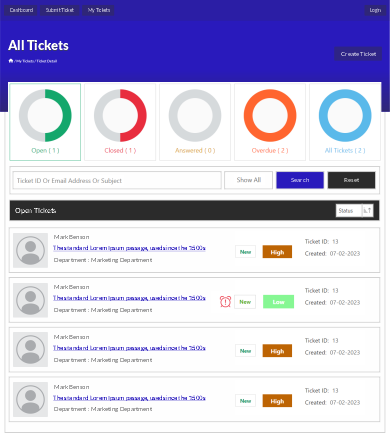 Dashboard Submit Ticket My Tickets Login
All Tickets
/ My Tickets / Ticket Detail
Create Ticket
Open ( 1 ) Closed ( 1 ) Answered ( 0 ) Overdue ( 2 ) All Tickets ( 2 )
Ticket ID Or Email Address Or Subject Show All Search Reset
Open Tickets Status
Mark Benson
The standard Lorem Ipsum passage, used since the 1500s
Department : Marketing Department
New High
Ticket ID: 13
Created: 07-02-2023
Mark Benson
The standard Lorem Ipsum passage, used since the 1500s
Department : Marketing Department
New Low
Ticket ID: 13
Created: 07-02-2023
Mark Benson
The standard Lorem Ipsum passage, used since the 1500s
Department : Marketing Department
New High
Ticket ID: 13
Created: 07-02-2023
Mark Benson
The standard Lorem Ipsum passage, used since the 1500s
Department : Marketing Department
New High
Ticket ID: 13
Created: 07-02-2023